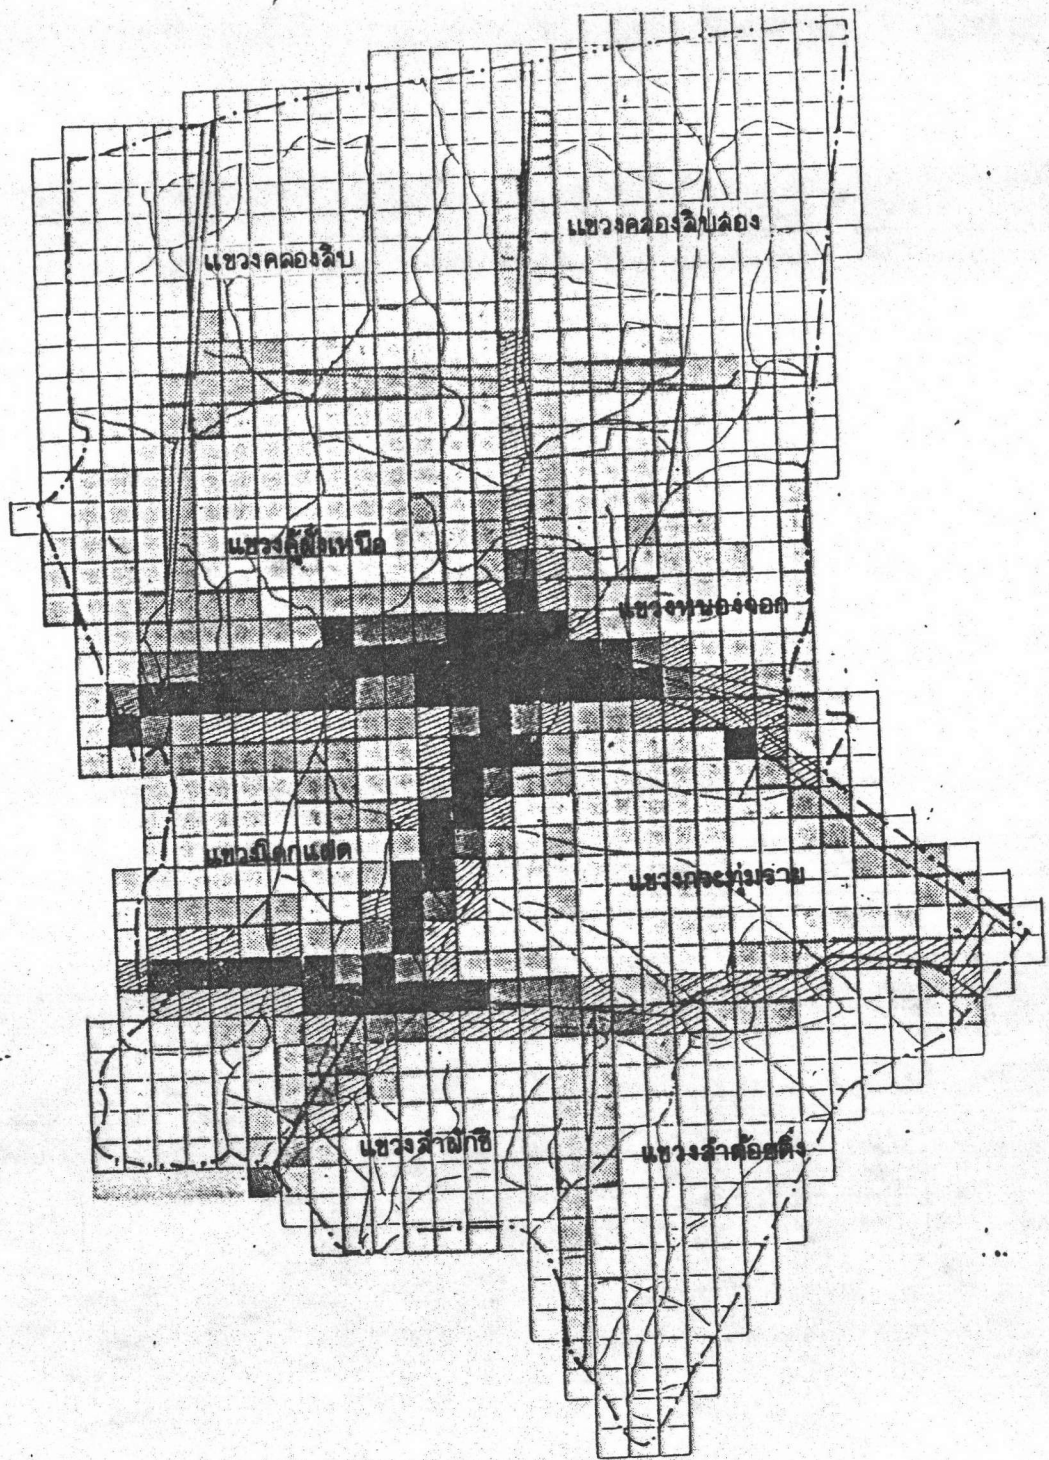 แขวงคลองสิบสอง
แขวงคลองสิบ
แขวงคู้ฝั่งเหนือ
แขวงหนองจอก
แขวงโคกแฝด
แขวงกระทุ่มราย
แขวงลำผักชี
แขวงลำต้อยติ่ง